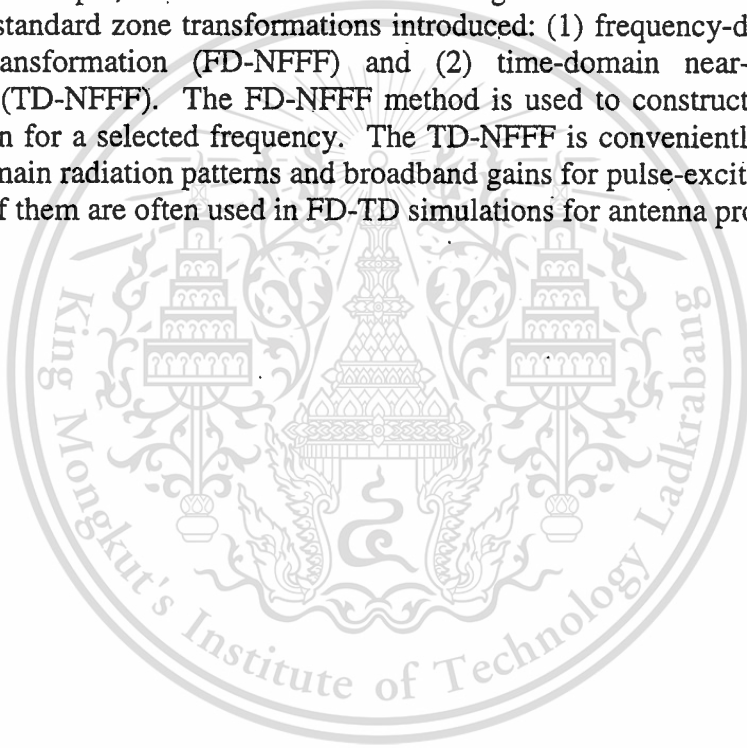 standard zone transformations introduced: (1) frequency-d
ansformation (FD-NFFF) and (2) time-domain near-
(TD-NFFF). The FD-NFFF method is used to construct
n for a selected frequency. The TD-NFFF is convenientl
main radiation patterns and broadband gains for pulse-excit
f them are often used in FD-TD simulations for antenna pro
King Mongkut's Institute of Technology Ladkrabang